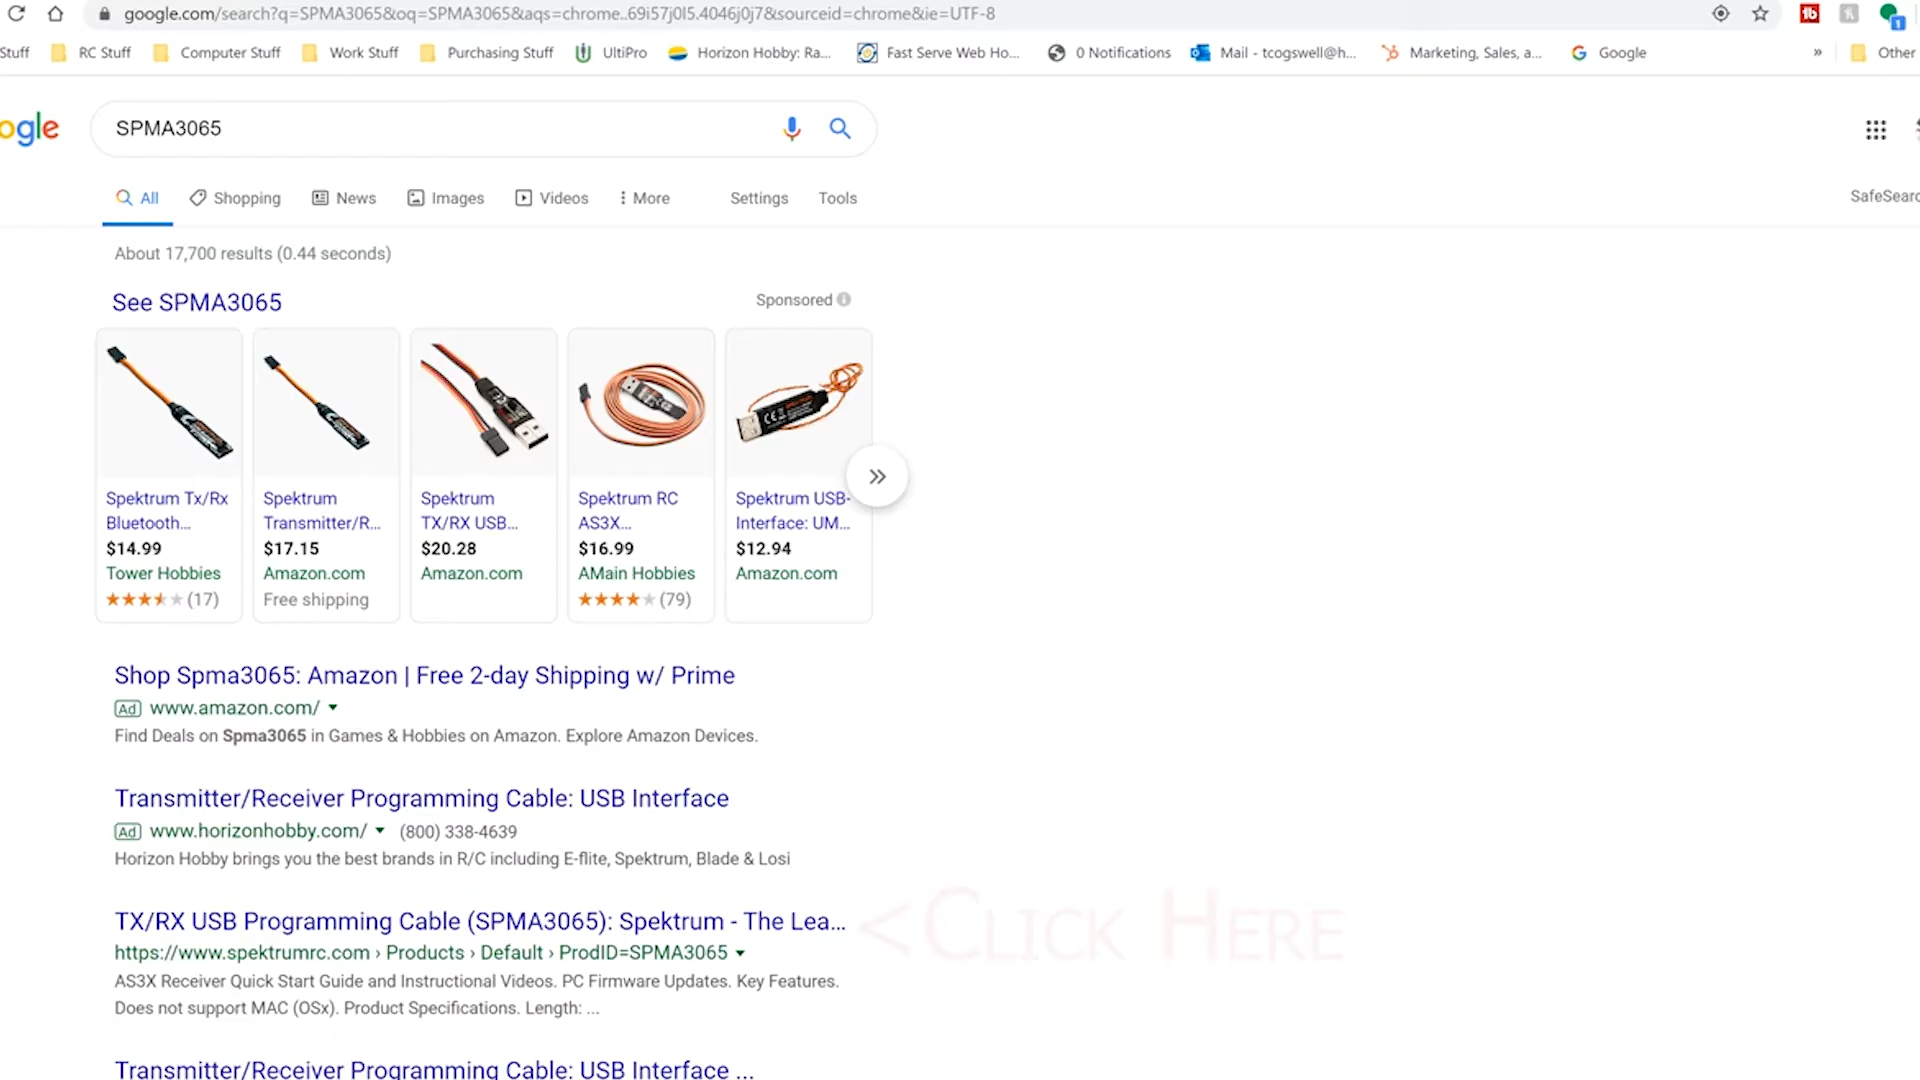 google.com/search?q=SPMA3065&oq=SPMA3065&aqs=chrome..69i57j0l5.4046j0j7&sourceid=chrome&ie=UTF-8
Stuff RC Stuff Computer Stuff Work Stuff Purchasing Stuff UltiPro Horizon Hobby: Ra... Fast Serve Web Ho... 0 Notifications Mail - tcogswell@h... Marketing, Sales, a... Google » Other
ogle SPMA3065
All Shopping News Images Videos More Settings Tools SafeSearc
About 17,700 results (0.44 seconds)
See SPMA3065 Sponsored
Spektrum Tx/Rx Bluetooth...
$14.99
Tower Hobbies
(17)
Spektrum Transmitter/R...
$17.15
Amazon.com
Free shipping
Spektrum TX/RX USB...
$20.28
Amazon.com
Spektrum RC AS3X...
$16.99
AMain Hobbies
(79)
Spektrum USB-Interface: UM...
$12.94
Amazon.com
Shop Spma3065: Amazon | Free 2-day Shipping w/ Prime
Ad www.amazon.com/
Find Deals on Spma3065 in Games & Hobbies on Amazon. Explore Amazon Devices.
Transmitter/Receiver Programming Cable: USB Interface
Ad www.horizonhobby.com/ (800) 338-4639
Horizon Hobby brings you the best brands in R/C including E-flite, Spektrum, Blade & Losi
TX/RX USB Programming Cable (SPMA3065): Spektrum - The Lea...
<Click Here
https://www.spektrumrc.com › Products › Default › ProdID=SPMA3065
AS3X Receiver Quick Start Guide and Instructional Videos. PC Firmware Updates. Key Features.
Does not support MAC (OSx). Product Specifications. Length: ...
Transmitter/Receiver Programming Cable: USB Interface ...